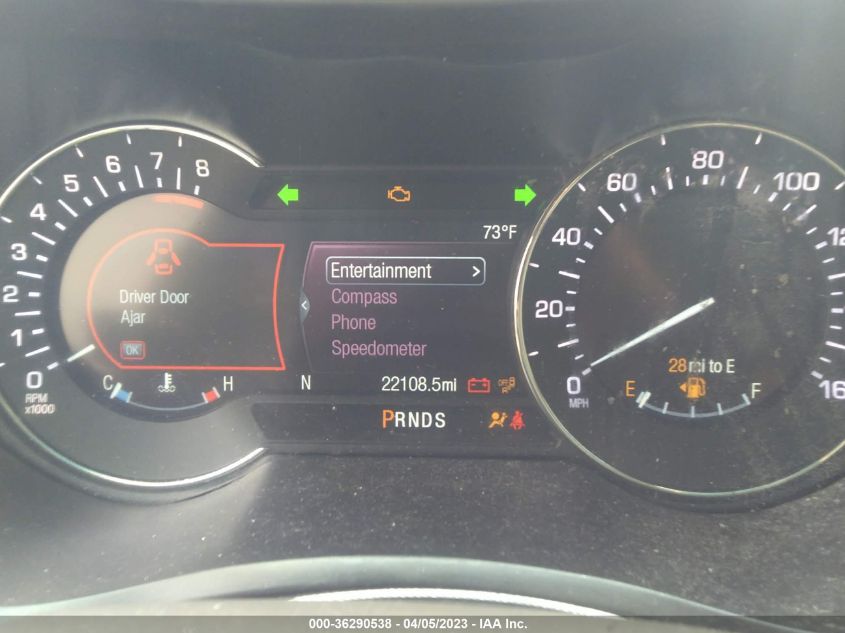 0 1 2 3 4 5 6 7 8
RPM
x1000
Driver Door
Ajar
OK
C H
73°F
Entertainment >
Compass
Phone
Speedometer
N 22108.5mi
PRNDS
0 20 40 60 80 100
MPH
28mi to E
E F
000-36290538 - 04/05/2023 - IAA Inc.